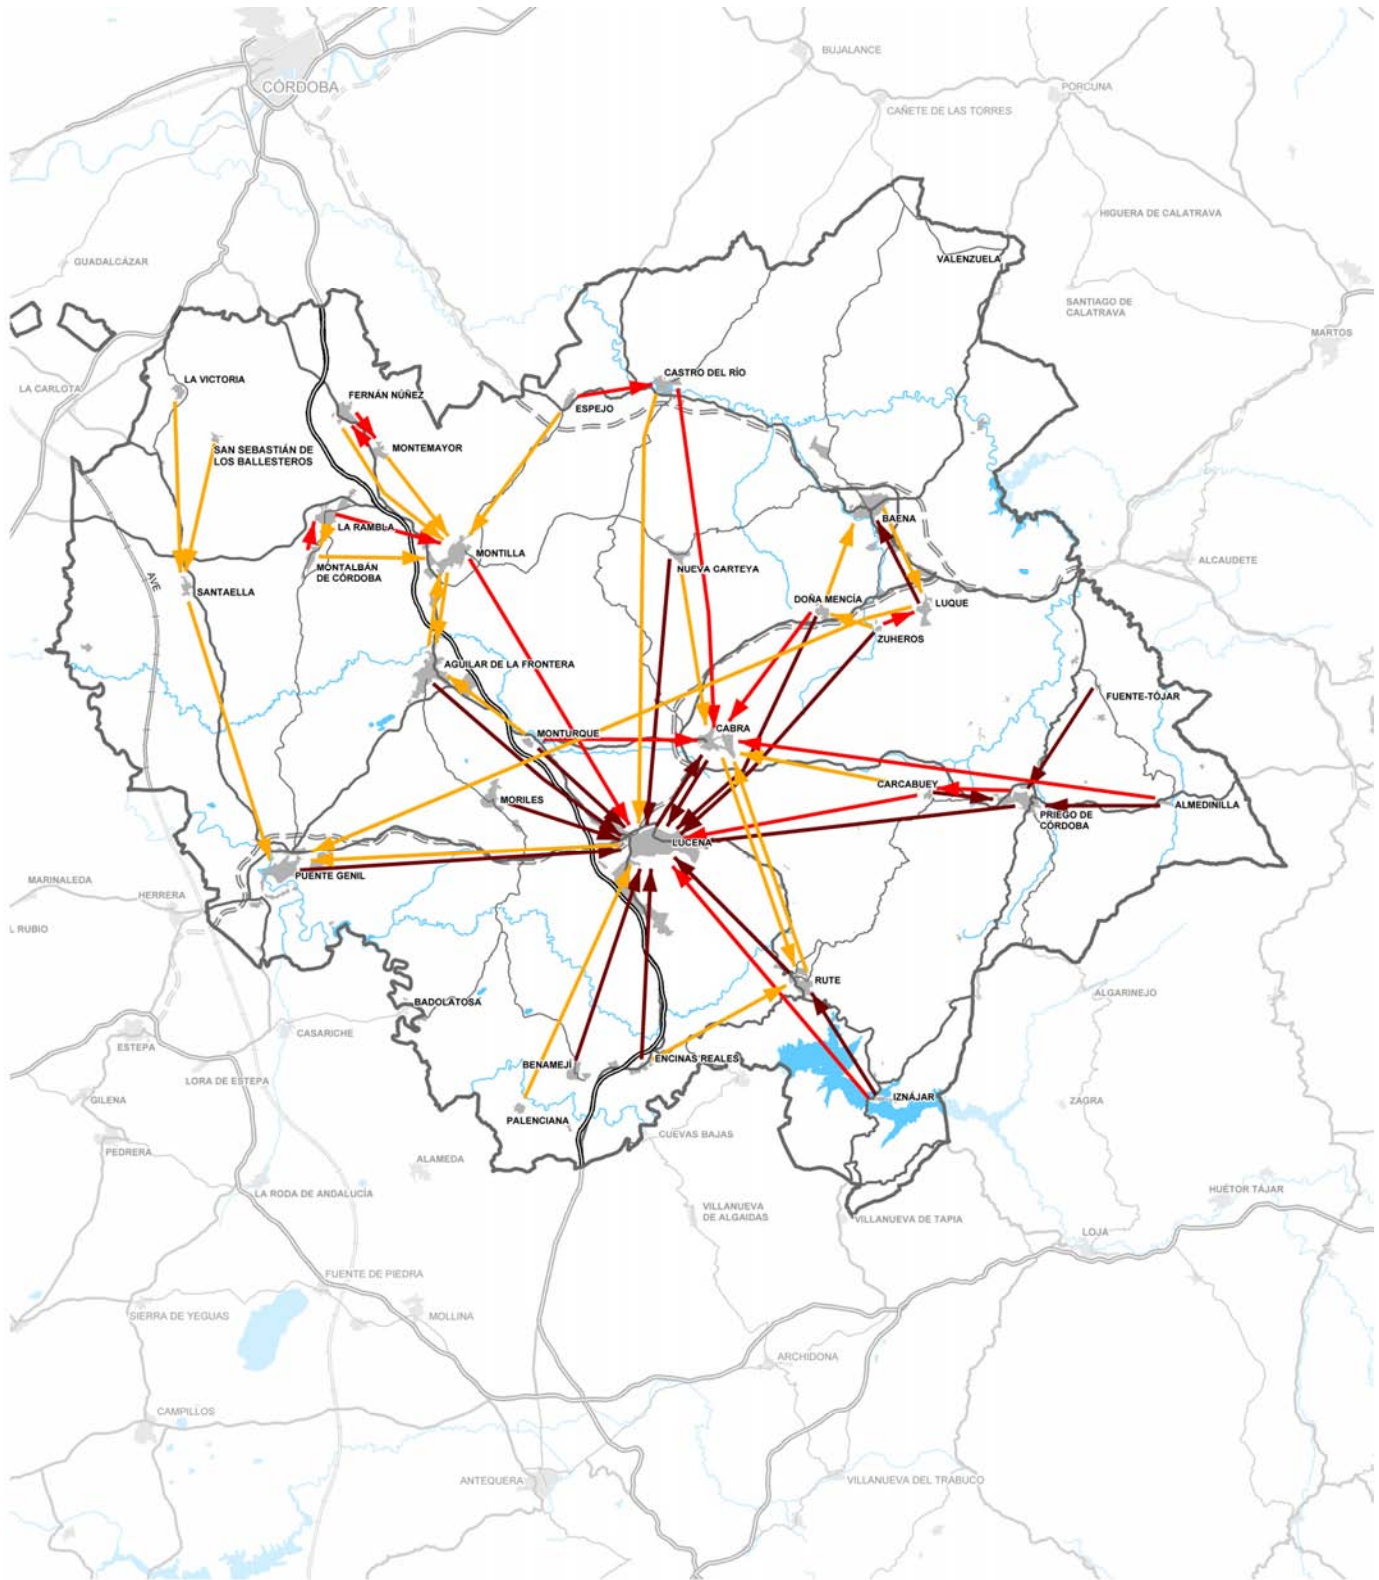 BUJALANCE
CÓRDOBA
PORCUNA
CAÑETE DE LAS TORRES
HIGUERA DE CALATRAVA
GUADALCÁZAR
VALENZUELA
SANTIAGO DE
CALATRAVA
MARTOS
LA CARLOTA
LA VICTORIA
CASTRO DEL RÍO
FERNÁN NÚÑEZ
ESPEJO
SAN SEBASTIÁN DE
LOS BALLESTEROS
MONTEMAYOR
LA RAMBLA
BAENA
MONTILLA
ALCAUDETE
MONTALBÁN
DE CÓRDOBA
NUEVA CARTEYA
AVE
SANTAELLA
DOÑA MENCÍA
LUQUE
ZUHEROS
AGUILAR DE LA FRONTERA
FUENTE-TÓJAR
CABRA
MONTURQUE
CARCABUEY
MORILES
ALMEDINILLA
PRIEGO DE
CÓRDOBA
LUCENA
PUENTE GENIL
MARINALEDA
HERRERA
L RUBIO
RUTE
ALGARINEJO
BADOLATOSA
CASARICHE
ESTEPA
BENAMEJÍ
ENCINAS REALES
LORA DE ESTEPA
GILENA
IZNÁJAR
ZAGRA
PALENCIANA
CUEVAS BAJAS
PEDRERA
ALAMEDA
LA RODA DE ANDALUCÍA
HUÉTOR TÁJAR
VILLANUEVA
DE ALGAIDAS
VILLANUEVA DE TAPIA
LOJA
FUENTE DE PIEDRA
SIERRA DE YEGUAS
MOLLINA
ARCHIDONA
CAMPILLOS
ANTEQUERA
VILLANUEVA DEL TRABUCO